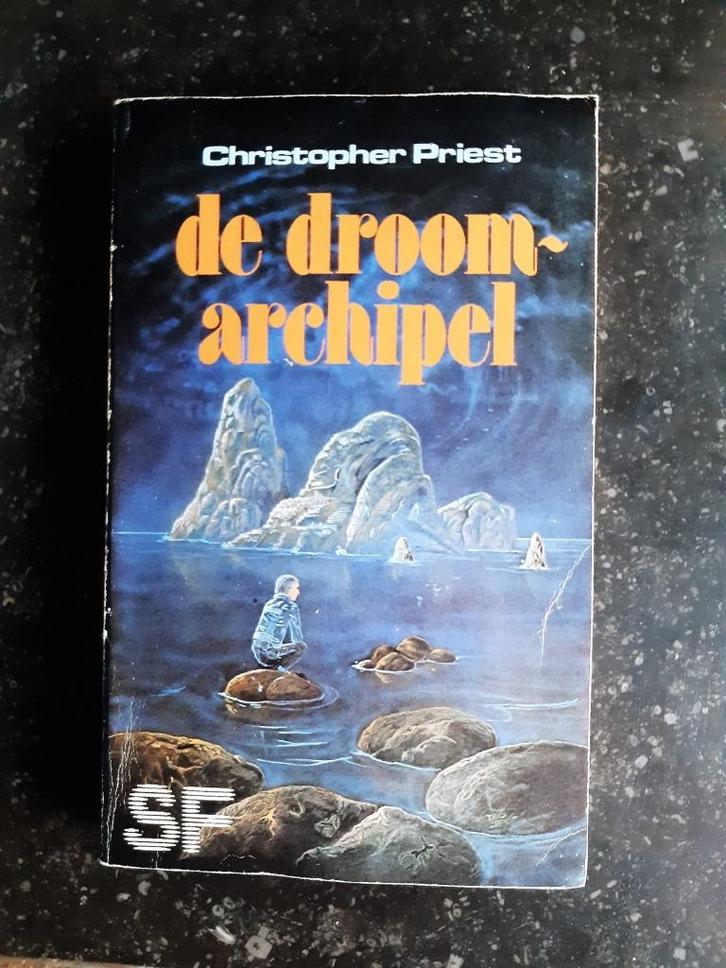 Christopher Priest
de droom~
archipel
SF